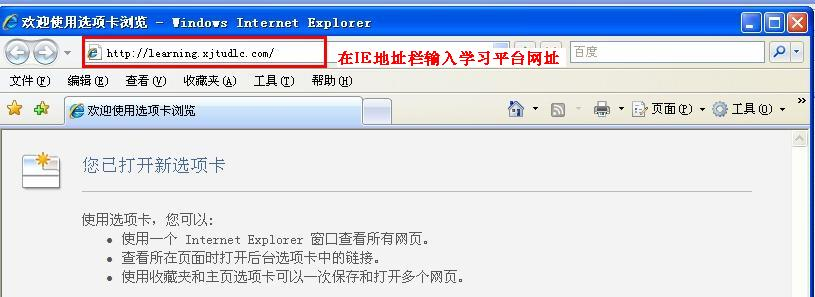 欢迎使用选项卡浏览 - Windows Internet Explorer
http://learning.xjtudlc.com/
在IE地址栏输入学习平台网址
百度
文件(F) 编辑(E) 查看(V) 收藏夹(A) 工具(T) 帮助(H)
欢迎使用选项卡浏览
页面(P) 工具(O) »
您已打开新选项卡
使用选项卡，您可以:
• 使用一个 Internet Explorer 窗口查看所有网页。
• 查看所在页面时打开后台选项卡中的链接。
• 使用收藏夹和主页选项卡可以一次保存和打开多个网页。